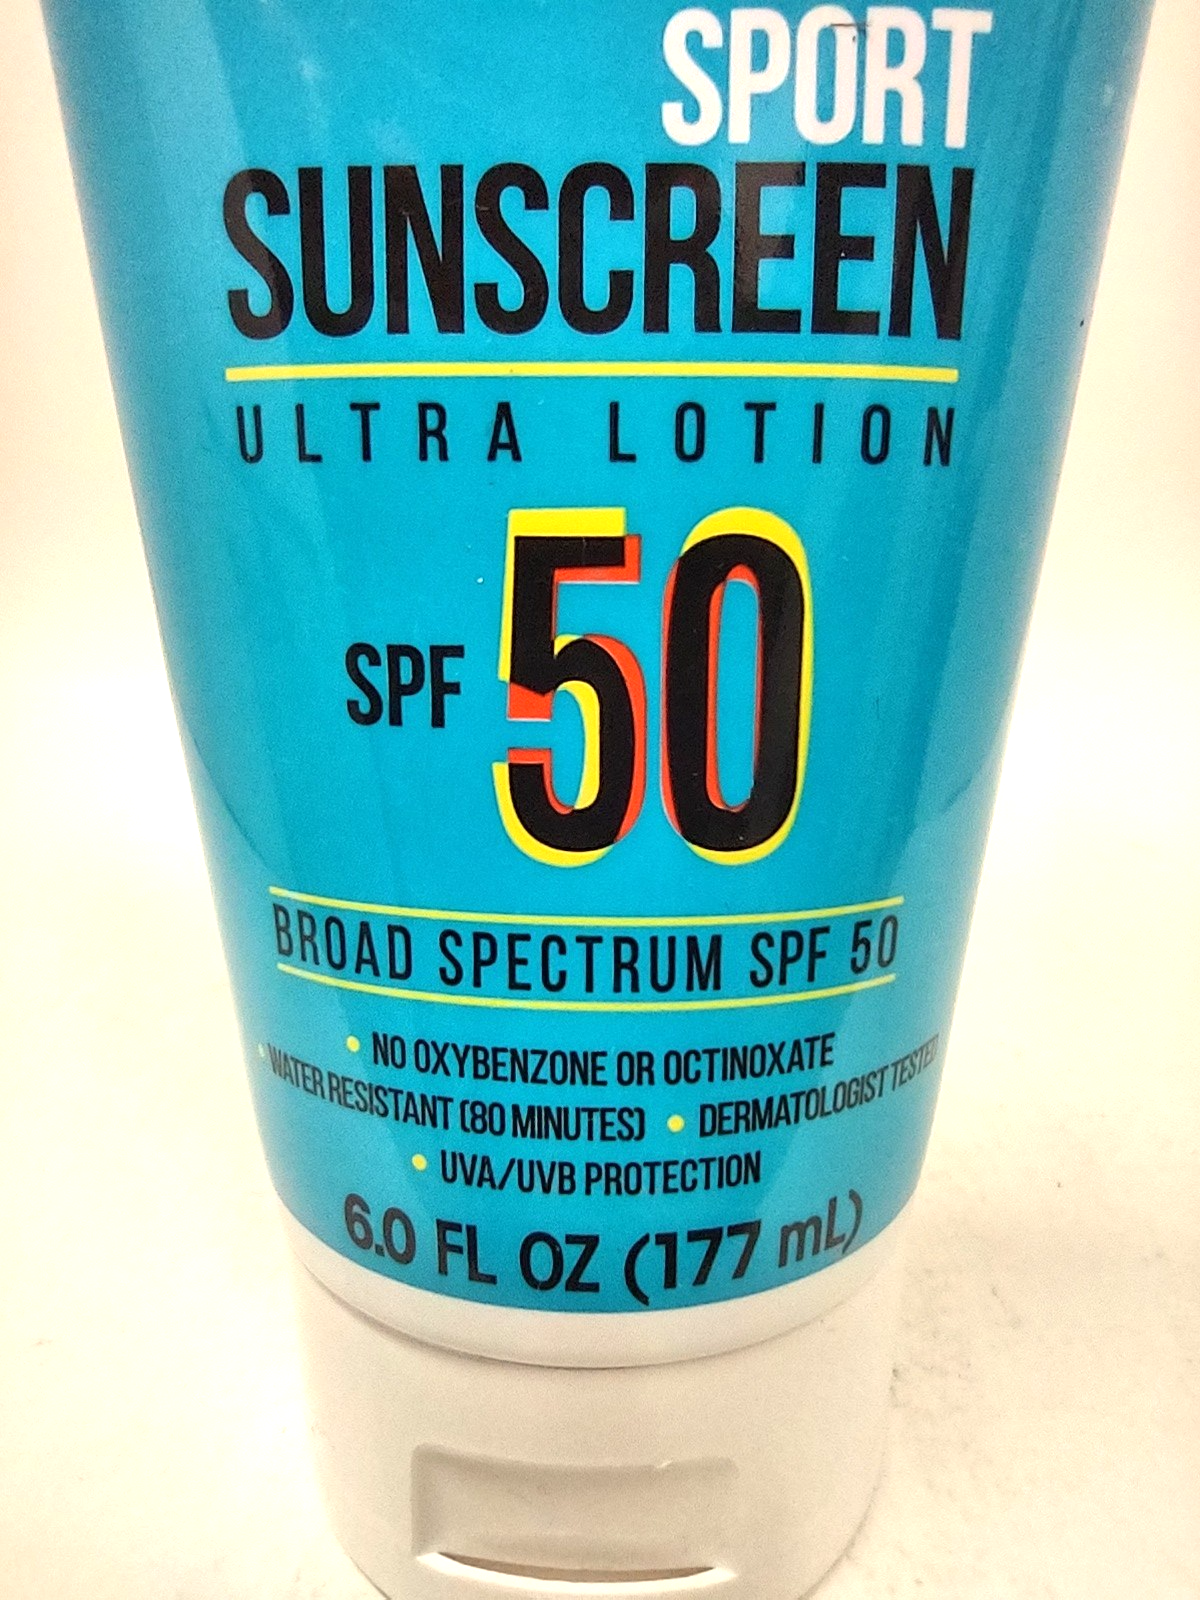 SPORT
SUNSCREEN
ULTRA LOTION
SPF 50
BROAD SPECTRUM SPF 50
• NO OXYBENZONE OR OCTINOXATE
• WATER RESISTANT (80 MINUTES) • DERMATOLOGIST TESTED
• UVA/UVB PROTECTION
6.0 FL OZ (177 mL)